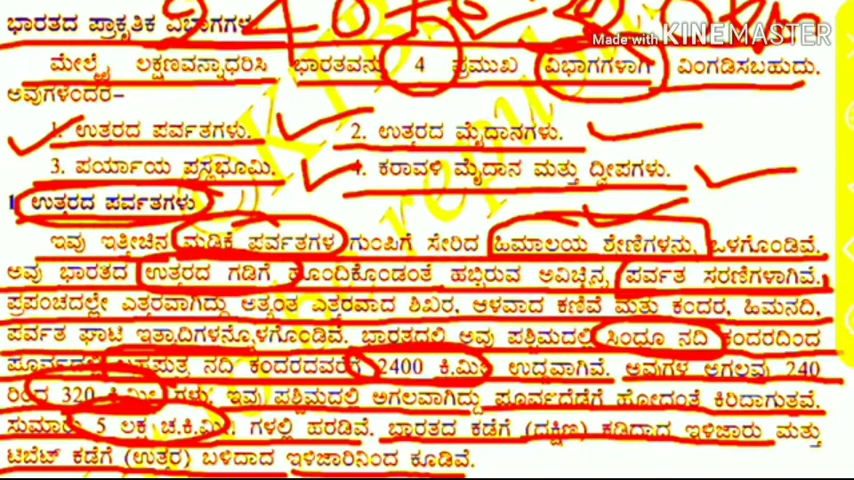 ಭಾರತದ ಪ್ರಾಕೃತಿಕ ವಿಭಾಗಗಳು
Made with KINEMASTER
ಮೇಲ್ಮೈ ಲಕ್ಷಣವನ್ನಾಧರಿಸಿ ಭಾರತವನ್ನು 4 ಪ್ರಮುಖ ವಿಭಾಗಗಳಾಗಿ ವಿಂಗಡಿಸಬಹುದು.
ಅವುಗಳೆಂದರೆ–
1. ಉತ್ತರದ ಪರ್ವತಗಳು. 2. ಉತ್ತರದ ಮೈದಾನಗಳು.
3. ಪರ್ಯಾಯ ಪ್ರಸ್ಥಭೂಮಿ. 4. ಕರಾವಳಿ ಮೈದಾನ ಮತ್ತು ದ್ವೀಪಗಳು.
1 ಉತ್ತರದ ಪರ್ವತಗಳು
ಇವು ಇತ್ತೀಚಿನ ಮಡಿಕೆ ಪರ್ವತಗಳ ಗುಂಪಿಗೆ ಸೇರಿದ ಹಿಮಾಲಯ ಶ್ರೇಣಿಗಳನ್ನು ಒಳಗೊಂಡಿವೆ.
ಅವು ಭಾರತದ ಉತ್ತರದ ಗಡಿಗೆ ಹೊಂದಿಕೊಂಡಂತೆ ಹಬ್ಬಿರುವ ಅವಿಚ್ಛಿನ್ನ ಪರ್ವತ ಸರಣಿಗಳಾಗಿವೆ.
ಪ್ರಪಂಚದಲ್ಲೇ ಎತ್ತರವಾಗಿದ್ದು ಅತ್ಯಂತ ಎತ್ತರವಾದ ಶಿಖರ, ಆಳವಾದ ಕಣಿವೆ ಮತ್ತು ಕಂದರ, ಹಿಮನದಿ,
ಪರ್ವತ ಘಾಟಿ ಇತ್ಯಾದಿಗಳನ್ನೊಳಗೊಂಡಿವೆ. ಭಾರತದಲ್ಲಿ ಅವು ಪಶ್ಚಿಮದಲ್ಲಿ ಸಿಂಧೂ ನದಿ ಕಂದರದಿಂದ
ಪೂರ್ವದಲ್ಲಿ ಬ್ರಹ್ಮಪುತ್ರ ನದಿ ಕಂದರದವರೆಗೆ 2400 ಕಿ.ಮೀ ಉದ್ದವಾಗಿವೆ. ಅವುಗಳ ಅಗಲವು 240
ರಿಂದ 320 ಕಿ.ಮೀ ಗಳು. ಇವು ಪಶ್ಚಿಮದಲ್ಲಿ ಅಗಲವಾಗಿದ್ದು ಪೂರ್ವದೆಡೆಗೆ ಹೋದಂತೆ ಕಿರಿದಾಗುತ್ತವೆ.
ಸುಮಾರು 5 ಲಕ್ಷ ಚ.ಕಿ.ಮೀ. ಗಳಲ್ಲಿ ಹರಡಿವೆ. ಭಾರತದ ಕಡೆಗೆ (ದಕ್ಷಿಣ) ಕಡಿದಾದ ಇಳಿಜಾರು ಮತ್ತು
ಟಿಬೆಟ್ ಕಡೆಗೆ (ಉತ್ತರ) ಬಳಿದಾದ ಇಳಿಜಾರಿನಿಂದ ಕೂಡಿವೆ.